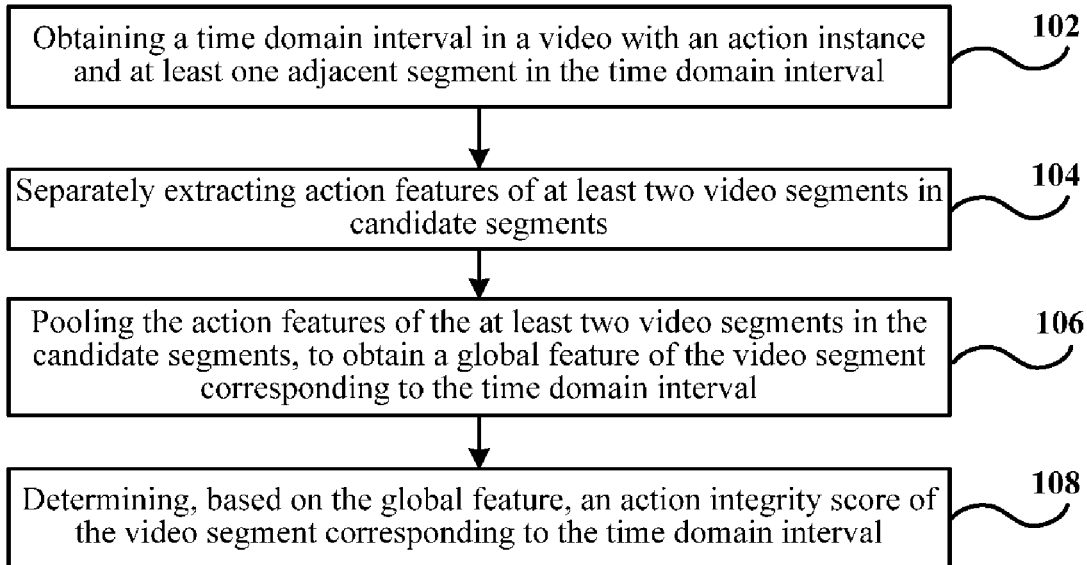 Obtaining a time domain interval in a video with an action instance
and at least one adjacent segment in the time domain interval
102
Separately extracting action features of at least two video segments in
candidate segments
104
Pooling the action features of the at least two video segments in the
candidate segments, to obtain a global feature of the video segment
corresponding to the time domain interval
106
Determining, based on the global feature, an action integrity score of
the video segment corresponding to the time domain interval
108